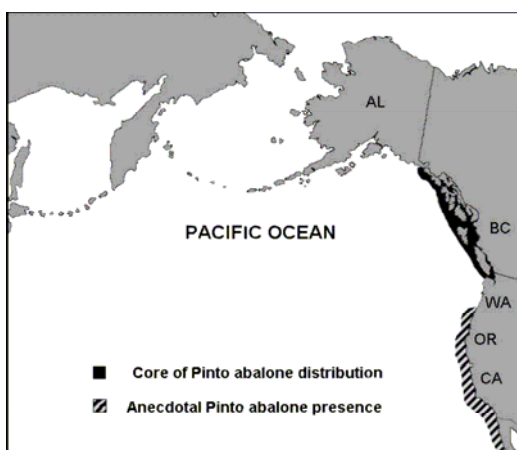 AL
BC
PACIFIC OCEAN
WA
OR
Core of Pinto abalone distribution
CA
Anecdotal Pinto abalone presence